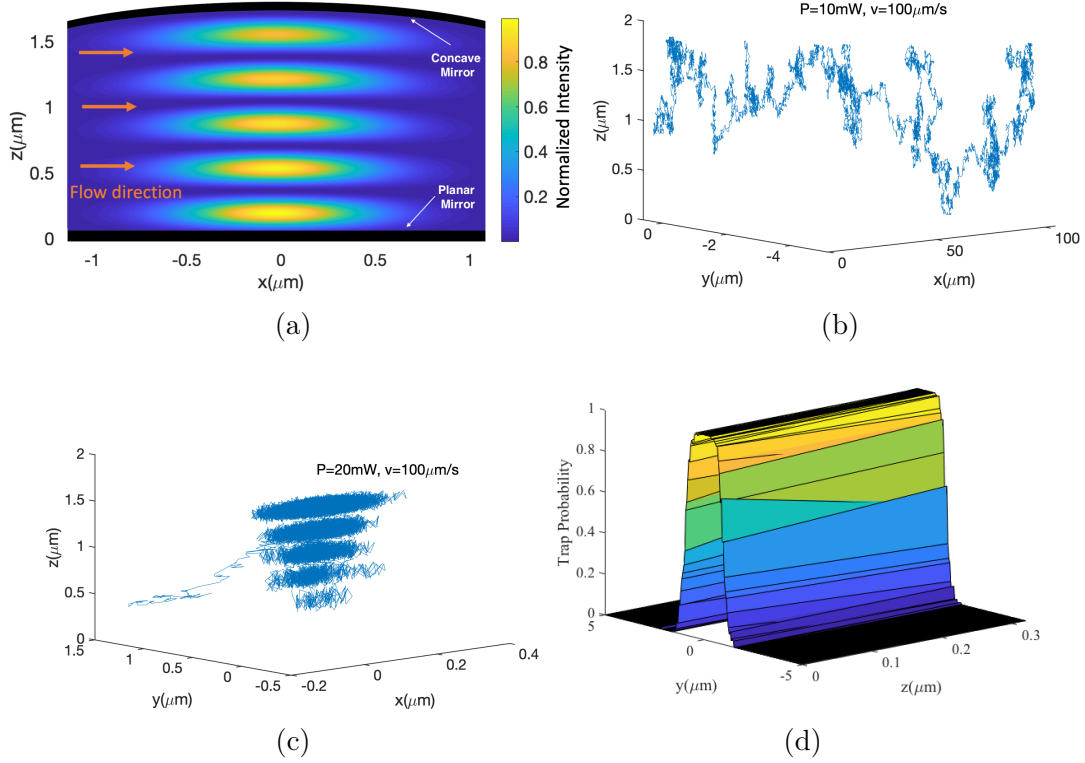 1.5
1
0.5
0
z(μm)
Concave
Mirror
Planar
Mirror
Flow direction
-1
-0.5
0
0.5
1
x(μm)
0.8
0.6
0.4
0.2
Normalized Intensity
(a)
P=10mW, v=100μm/s
2
1.5
1
0.5
0
z(μm)
0
-2
-4
y(μm)
0
50
100
x(μm)
(b)
P=20mW, v=100μm/s
2
1.5
1
0.5
0
z(μm)
1.5
1
0.5
0
-0.5
y(μm)
-0.2
0
0.2
0.4
x(μm)
(c)
1
0.8
0.6
0.4
0.2
0
Trap Probability
5
0
-5
y(μm)
0
0.1
0.2
0.3
z(μm)
(d)